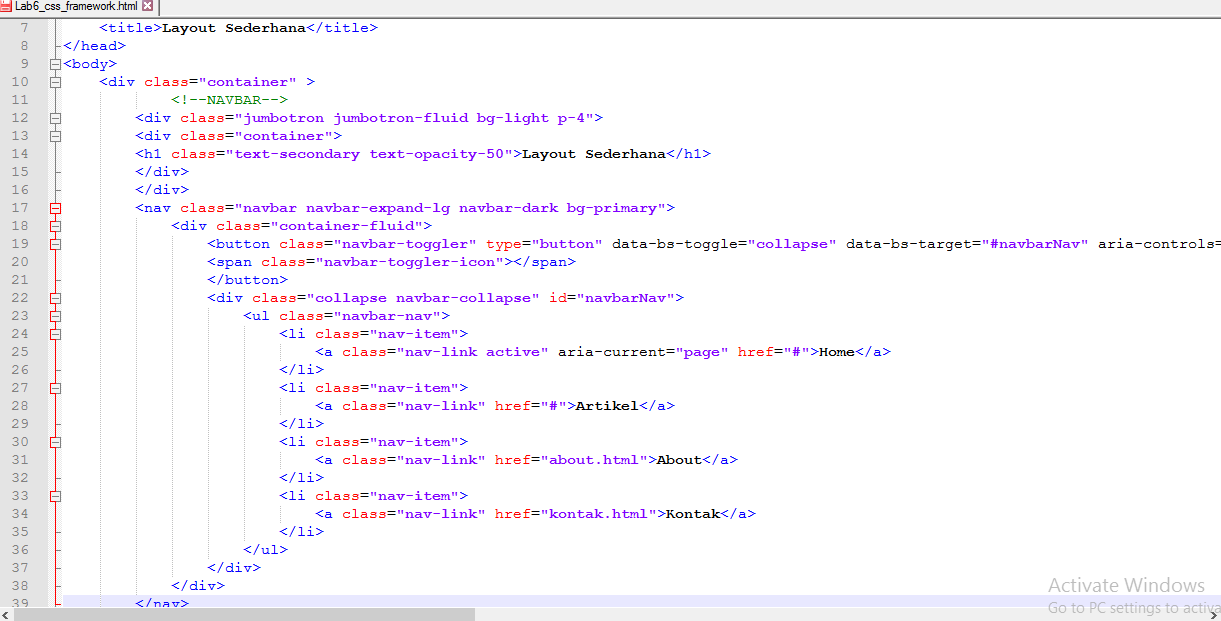 Lab6_css_framework.html
7 <title>Layout Sederhana</title>
8 </head>
9 <body>
10 <div class="container" >
11 <!--NAVBAR-->
12 <div class="jumbotron jumbotron-fluid bg-light p-4">
13 <div class="container">
14 <h1 class="text-secondary text-opacity-50">Layout Sederhana</h1>
15 </div>
16 </div>
17 <nav class="navbar navbar-expand-lg navbar-dark bg-primary">
18 <div class="container-fluid">
19 <button class="navbar-toggler" type="button" data-bs-toggle="collapse" data-bs-target="#navbarNav" aria-controls=
20 <span class="navbar-toggler-icon"></span>
21 </button>
22 <div class="collapse navbar-collapse" id="navbarNav">
23 <ul class="navbar-nav">
24 <li class="nav-item">
25 <a class="nav-link active" aria-current="page" href="#">Home</a>
26 </li>
27 <li class="nav-item">
28 <a class="nav-link" href="#">Artikel</a>
29 </li>
30 <li class="nav-item">
31 <a class="nav-link" href="about.html">About</a>
32 </li>
33 <li class="nav-item">
34 <a class="nav-link" href="kontak.html">Kontak</a>
35 </li>
36 </ul>
37 </div>
38 </div>
39 </nav>
Activate Windows
Go to PC settings to activa